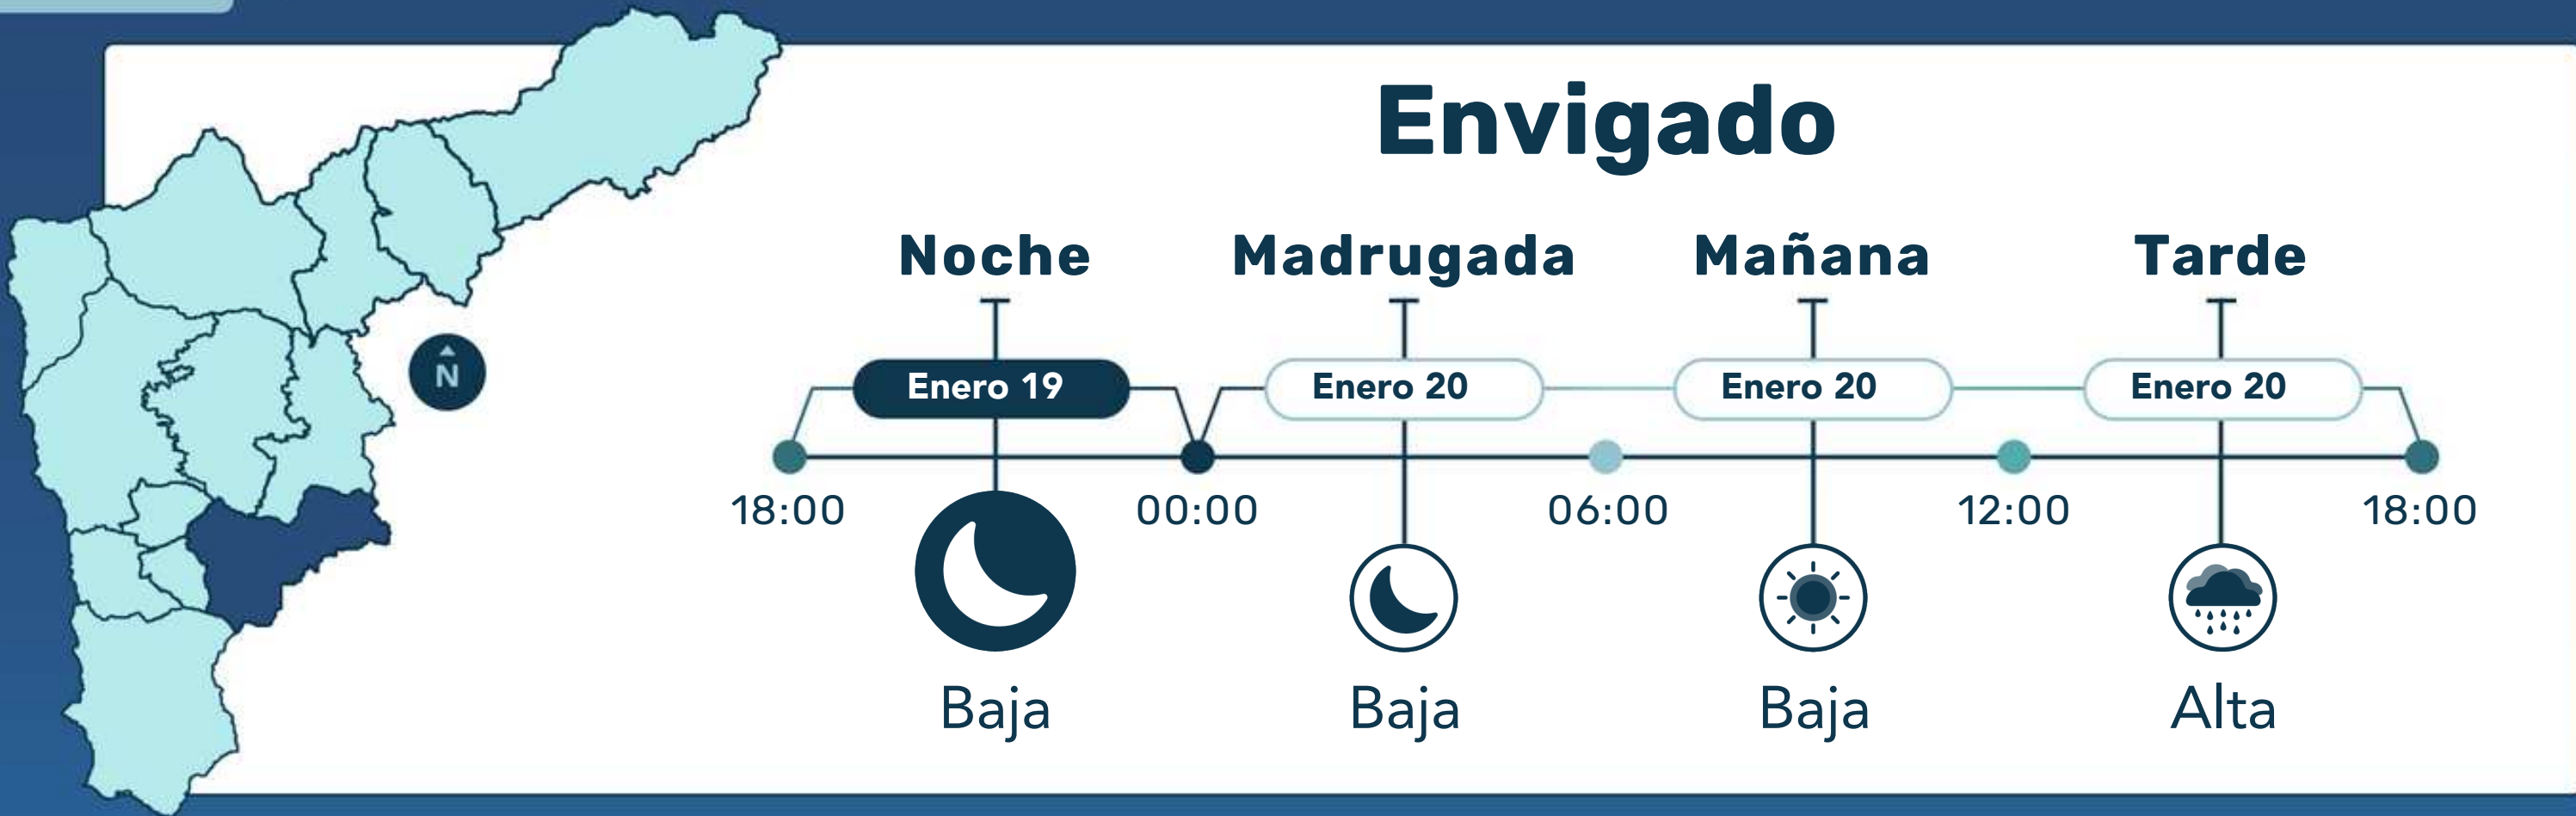 Envigado
Noche Madrugada Mañana Tarde
Enero 19 Enero 20 Enero 20 Enero 20
N
18:00 00:00 06:00 12:00 18:00
Baja Baja Baja Alta